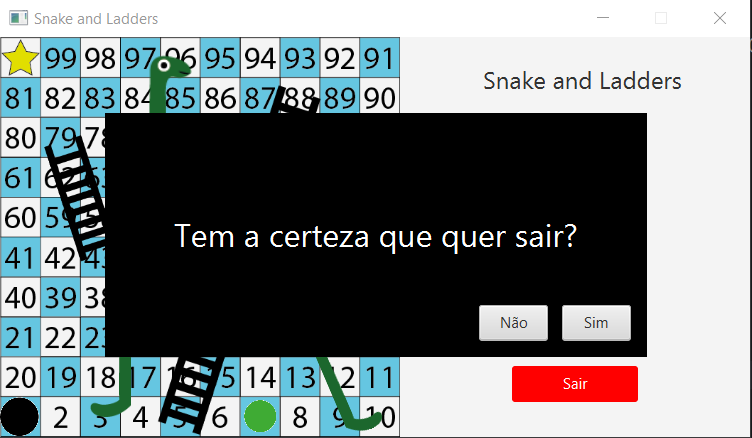 Snake and Ladders
99 98 97 96 95 94 93 92 91
Snake and Ladders
81 82 83 84 85 86 87 88 89 90
80 79 78
61 62 63
60 59
Tem a certeza que quer sair?
41 42 43
40 39 38
Não Sim
21 22 23
20 19 18 17 16 15 14 13 12 11
Sair
2 3 4 5 6 8 9 10